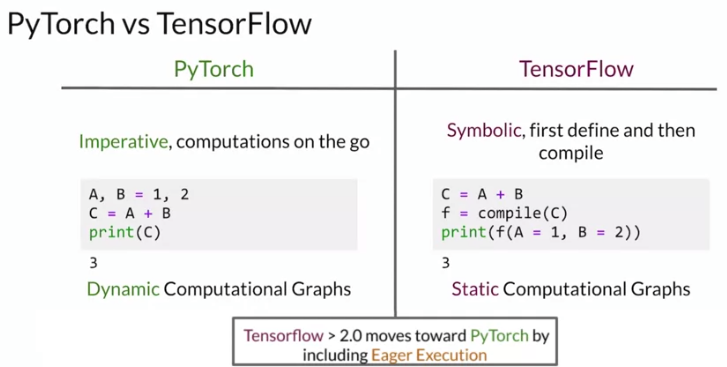 PyTorch vs TensorFlow
PyTorch
Imperative, computations on the go
A, B = 1, 2
C = A + B
print(C)
3
Dynamic Computational Graphs
TensorFlow
Symbolic, first define and then
compile
C = A + B
f = compile(C)
print(f(A = 1, B = 2))
3
Static Computational Graphs
Tensorflow > 2.0 moves toward PyTorch by
including Eager Execution